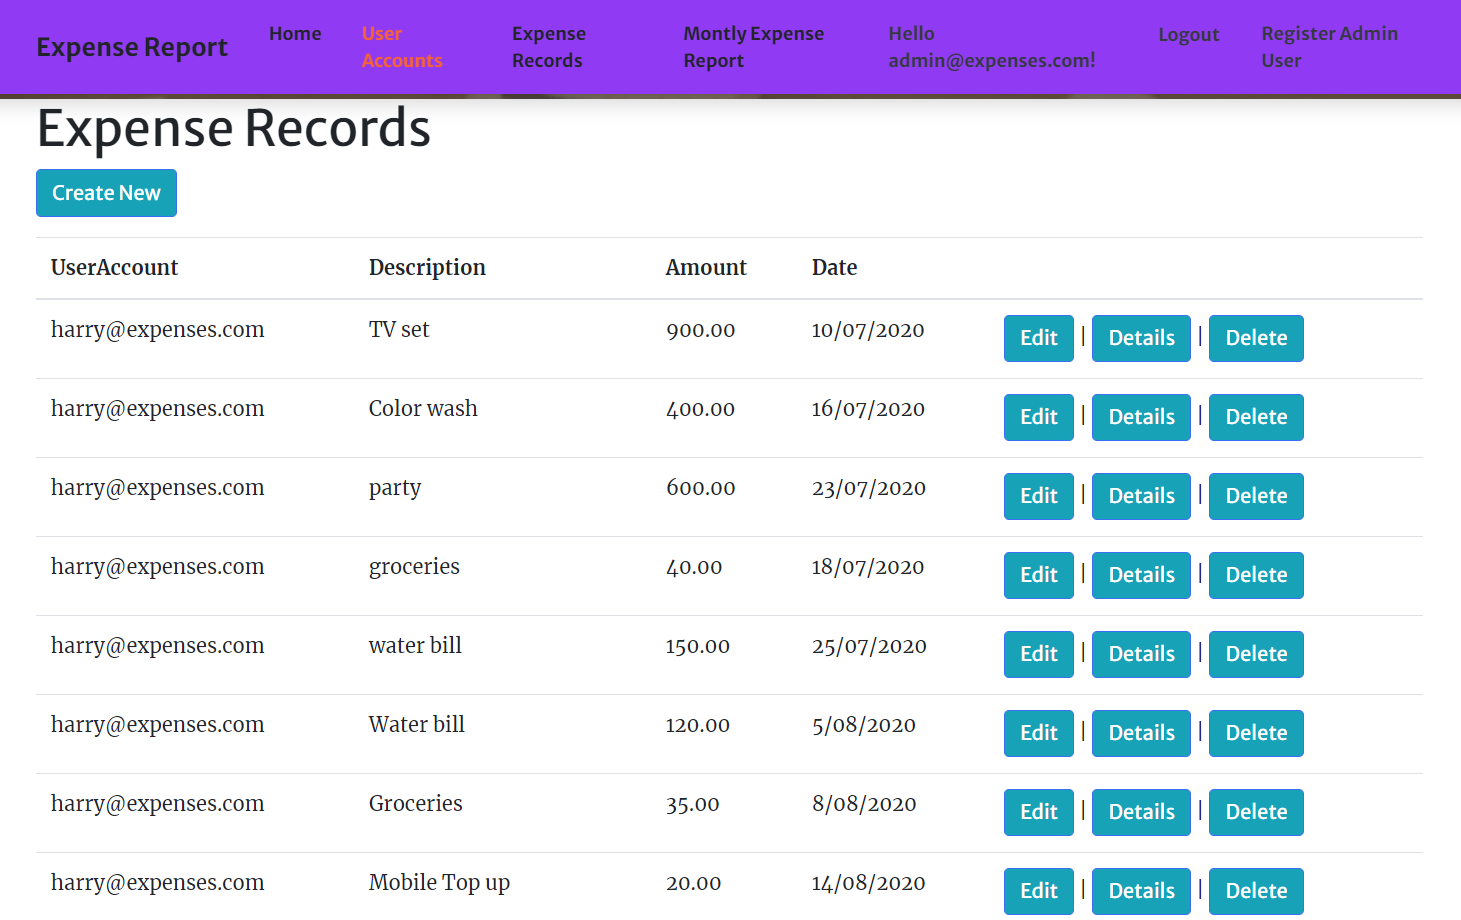 Expense Report
Home
User
Accounts
Expense
Records
Montly Expense
Report
Hello
admin@expenses.com!
Logout
Register Admin
User
Expense Records
Create New
UserAccount Description Amount Date
harry@expenses.com TV set 900.00 10/07/2020 Edit | Details | Delete
harry@expenses.com Color wash 400.00 16/07/2020 Edit | Details | Delete
harry@expenses.com party 600.00 23/07/2020 Edit | Details | Delete
harry@expenses.com groceries 40.00 18/07/2020 Edit | Details | Delete
harry@expenses.com water bill 150.00 25/07/2020 Edit | Details | Delete
harry@expenses.com Water bill 120.00 5/08/2020 Edit | Details | Delete
harry@expenses.com Groceries 35.00 8/08/2020 Edit | Details | Delete
harry@expenses.com Mobile Top up 20.00 14/08/2020 Edit | Details | Delete